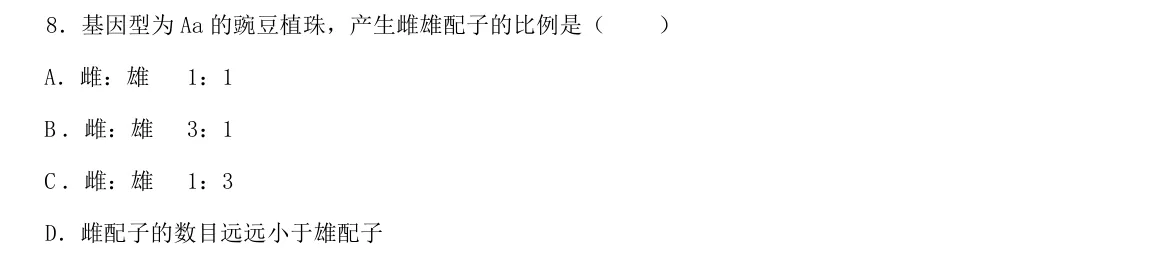 8．基因型为 Aa 的豌豆植珠，产生雌雄配子的比例是（　　）
A．雌：雄　1：1
B．雌：雄　3：1
C．雌：雄　1：3
D．雌配子的数目远远小于雄配子